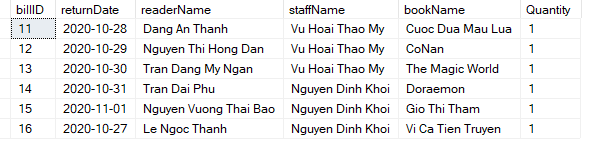 billID returnDate readerName staffName bookName Quantity
11 2020-10-28 Dang An Thanh Vu Hoai Thao My Cuoc Dua Mau Lua 1
12 2020-10-29 Nguyen Thi Hong Dan Vu Hoai Thao My CoNan 1
13 2020-10-30 Tran Dang My Ngan Vu Hoai Thao My The Magic World 1
14 2020-10-31 Tran Dai Phu Nguyen Dinh Khoi Doraemon 1
15 2020-11-01 Nguyen Vuong Thai Bao Nguyen Dinh Khoi Gio Thi Tham 1
16 2020-10-27 Le Ngoc Thanh Nguyen Dinh Khoi Vi Ca Tien Truyen 1